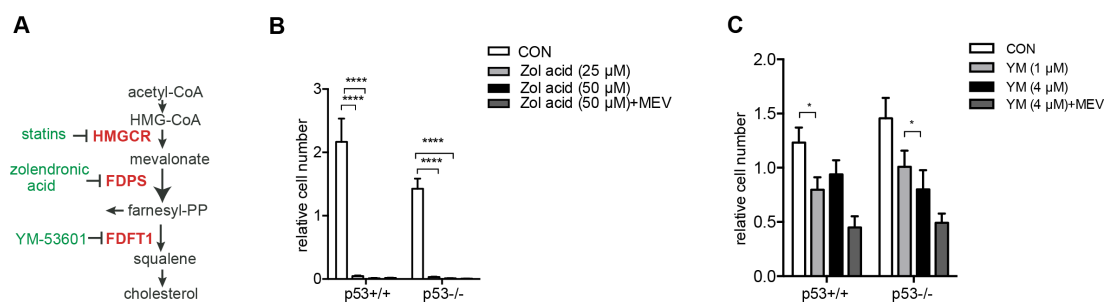 A
acetyl-CoA
HMG-CoA
statins
HMGCR
mevalonate
zolendronic
acid
FDPS
farnesyl-PP
YM-53601
FDFT1
squalene
cholesterol
B
CON
Zol acid (25 µM)
Zol acid (50 µM)
Zol acid (50 µM)+MEV
relative cell number
3
2
1
0
****
****
****
****
p53+/+
p53-/-
C
CON
YM (1 µM)
YM (4 µM)
YM (4 µM)+MEV
relative cell number
2.0
1.5
1.0
0.5
0.0
*
*
p53+/+
p53-/-